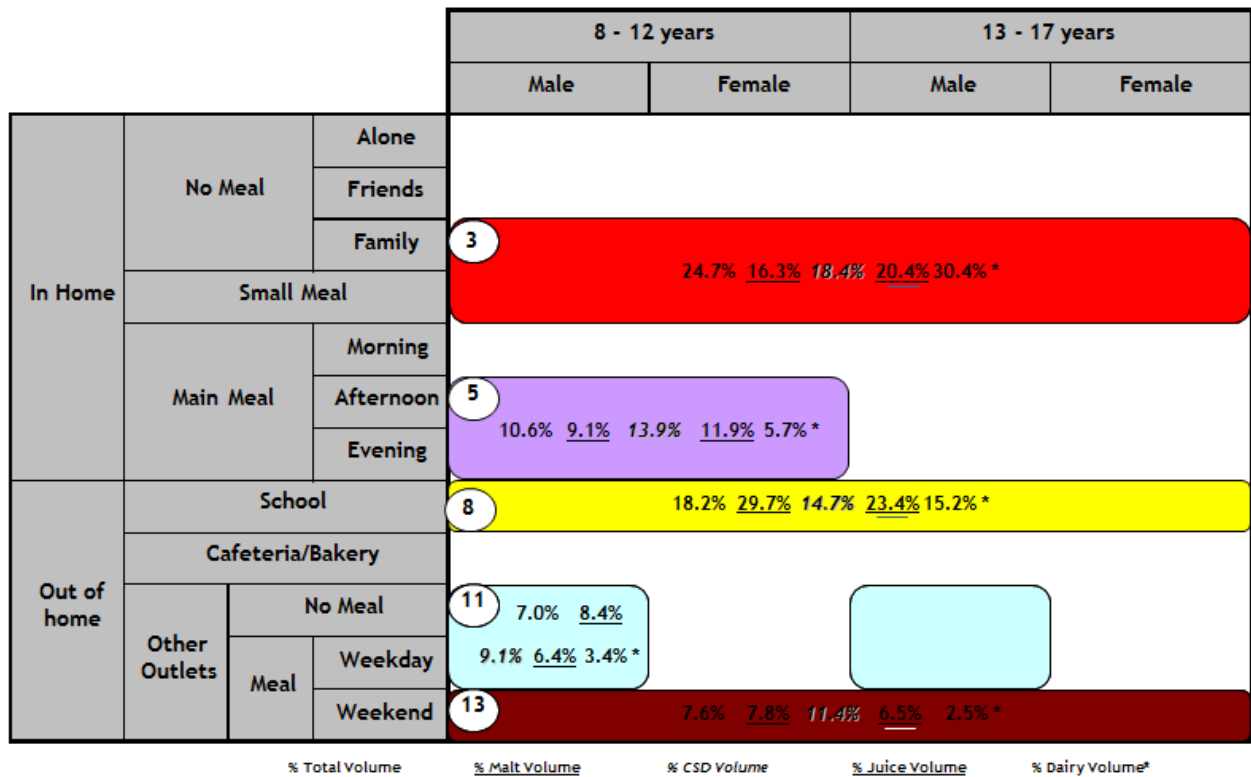 8 - 12 years 13 - 17 years
Male Female Male Female
Alone
No Meal Friends
Family
3
24.7% 16.3% 18.4% 20.4% 30.4% *
In Home Small Meal
Morning
Main Meal Afternoon
5
10.6% 9.1% 13.9% 11.9% 5.7% *
Evening
School
8
18.2% 29.7% 14.7% 23.4% 15.2% *
Cafeteria/Bakery
Out of
home
No Meal
11
7.0% 8.4%
Other
Outlets
Meal
Weekday
9.1% 6.4% 3.4% *
Weekend
13
7.6% 7.8% 11.4% 6.5% 2.5% *
% Total Volume % Malt Volume % CSD Volume % Juice Volume % Dairy Volume*